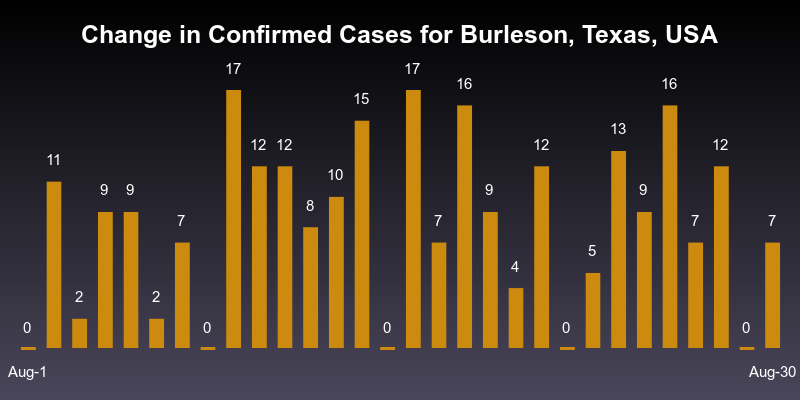 Change in Confirmed Cases for Burleson, Texas, USA
0 11 2 9 9 2 7 0 17 12 12 8 10 15 0 17 7 16 9 4 12 0 5 13 9 16 7 12 0 7
Aug-1 Aug-30